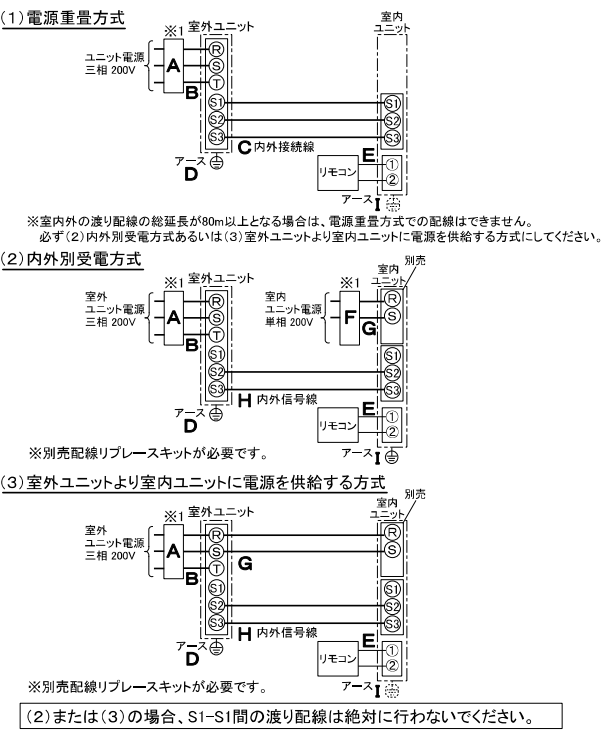 (1)電源重畳方式
※1 室外ユニット
室内
ユニット
ユニット電源
三相 200V
A
B
R
S
T
S1
S2
S3
S1
S2
S3
C 内外接続線
アース
D
E
リモコン
①
②
アース
I
※室内外の渡り配線の総延長が80m以上となる場合は、電源重畳方式での配線はできません。
必ず(2)内外別受電方式あるいは(3)室外ユニットより室内ユニットに電源を供給する方式にしてください。
(2)内外別受電方式
※1 室外ユニット
※1
室内
ユニット
別売
室外
ユニット電源
三相 200V
A
B
R
S
T
S1
S2
S3
室内
ユニット電源
単相 200V
F
G
R
S
S1
S2
S3
H 内外信号線
アース
D
E
リモコン
①
②
アース
I
※別売配線リプレースキットが必要です。
(3)室外ユニットより室内ユニットに電源を供給する方式
※1 室外ユニット
室内
ユニット
別売
室外
ユニット電源
三相 200V
A
B
R
S
T
S1
S2
S3
G
R
S
S1
S2
S3
H 内外信号線
アース
D
E
リモコン
①
②
アース
I
※別売配線リプレースキットが必要です。
(2)または(3)の場合、S1-S1間の渡り配線は絶対に行わないでください。